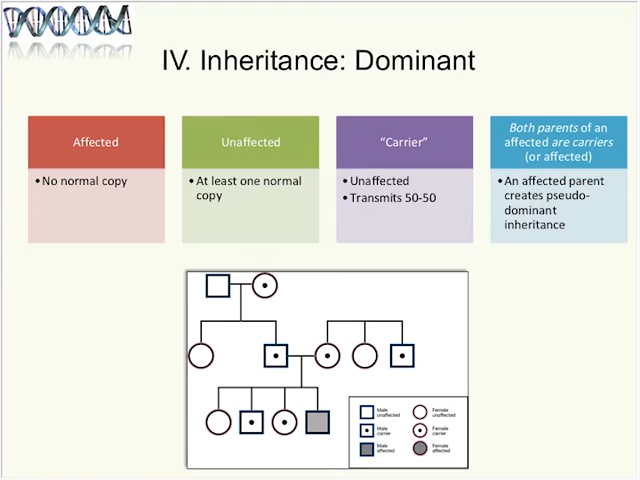 IV. Inheritance: Dominant
Affected
• No normal copy
Unaffected
• At least one normal
copy
“Carrier”
• Unaffected
• Transmits 50-50
Both parents of an
affected are carriers
(or affected)
• An affected parent
creates pseudo-
dominant
inheritance
Male
unaffected
Female
unaffected
Male
carrier
Female
carrier
Male
affected
Female
affected